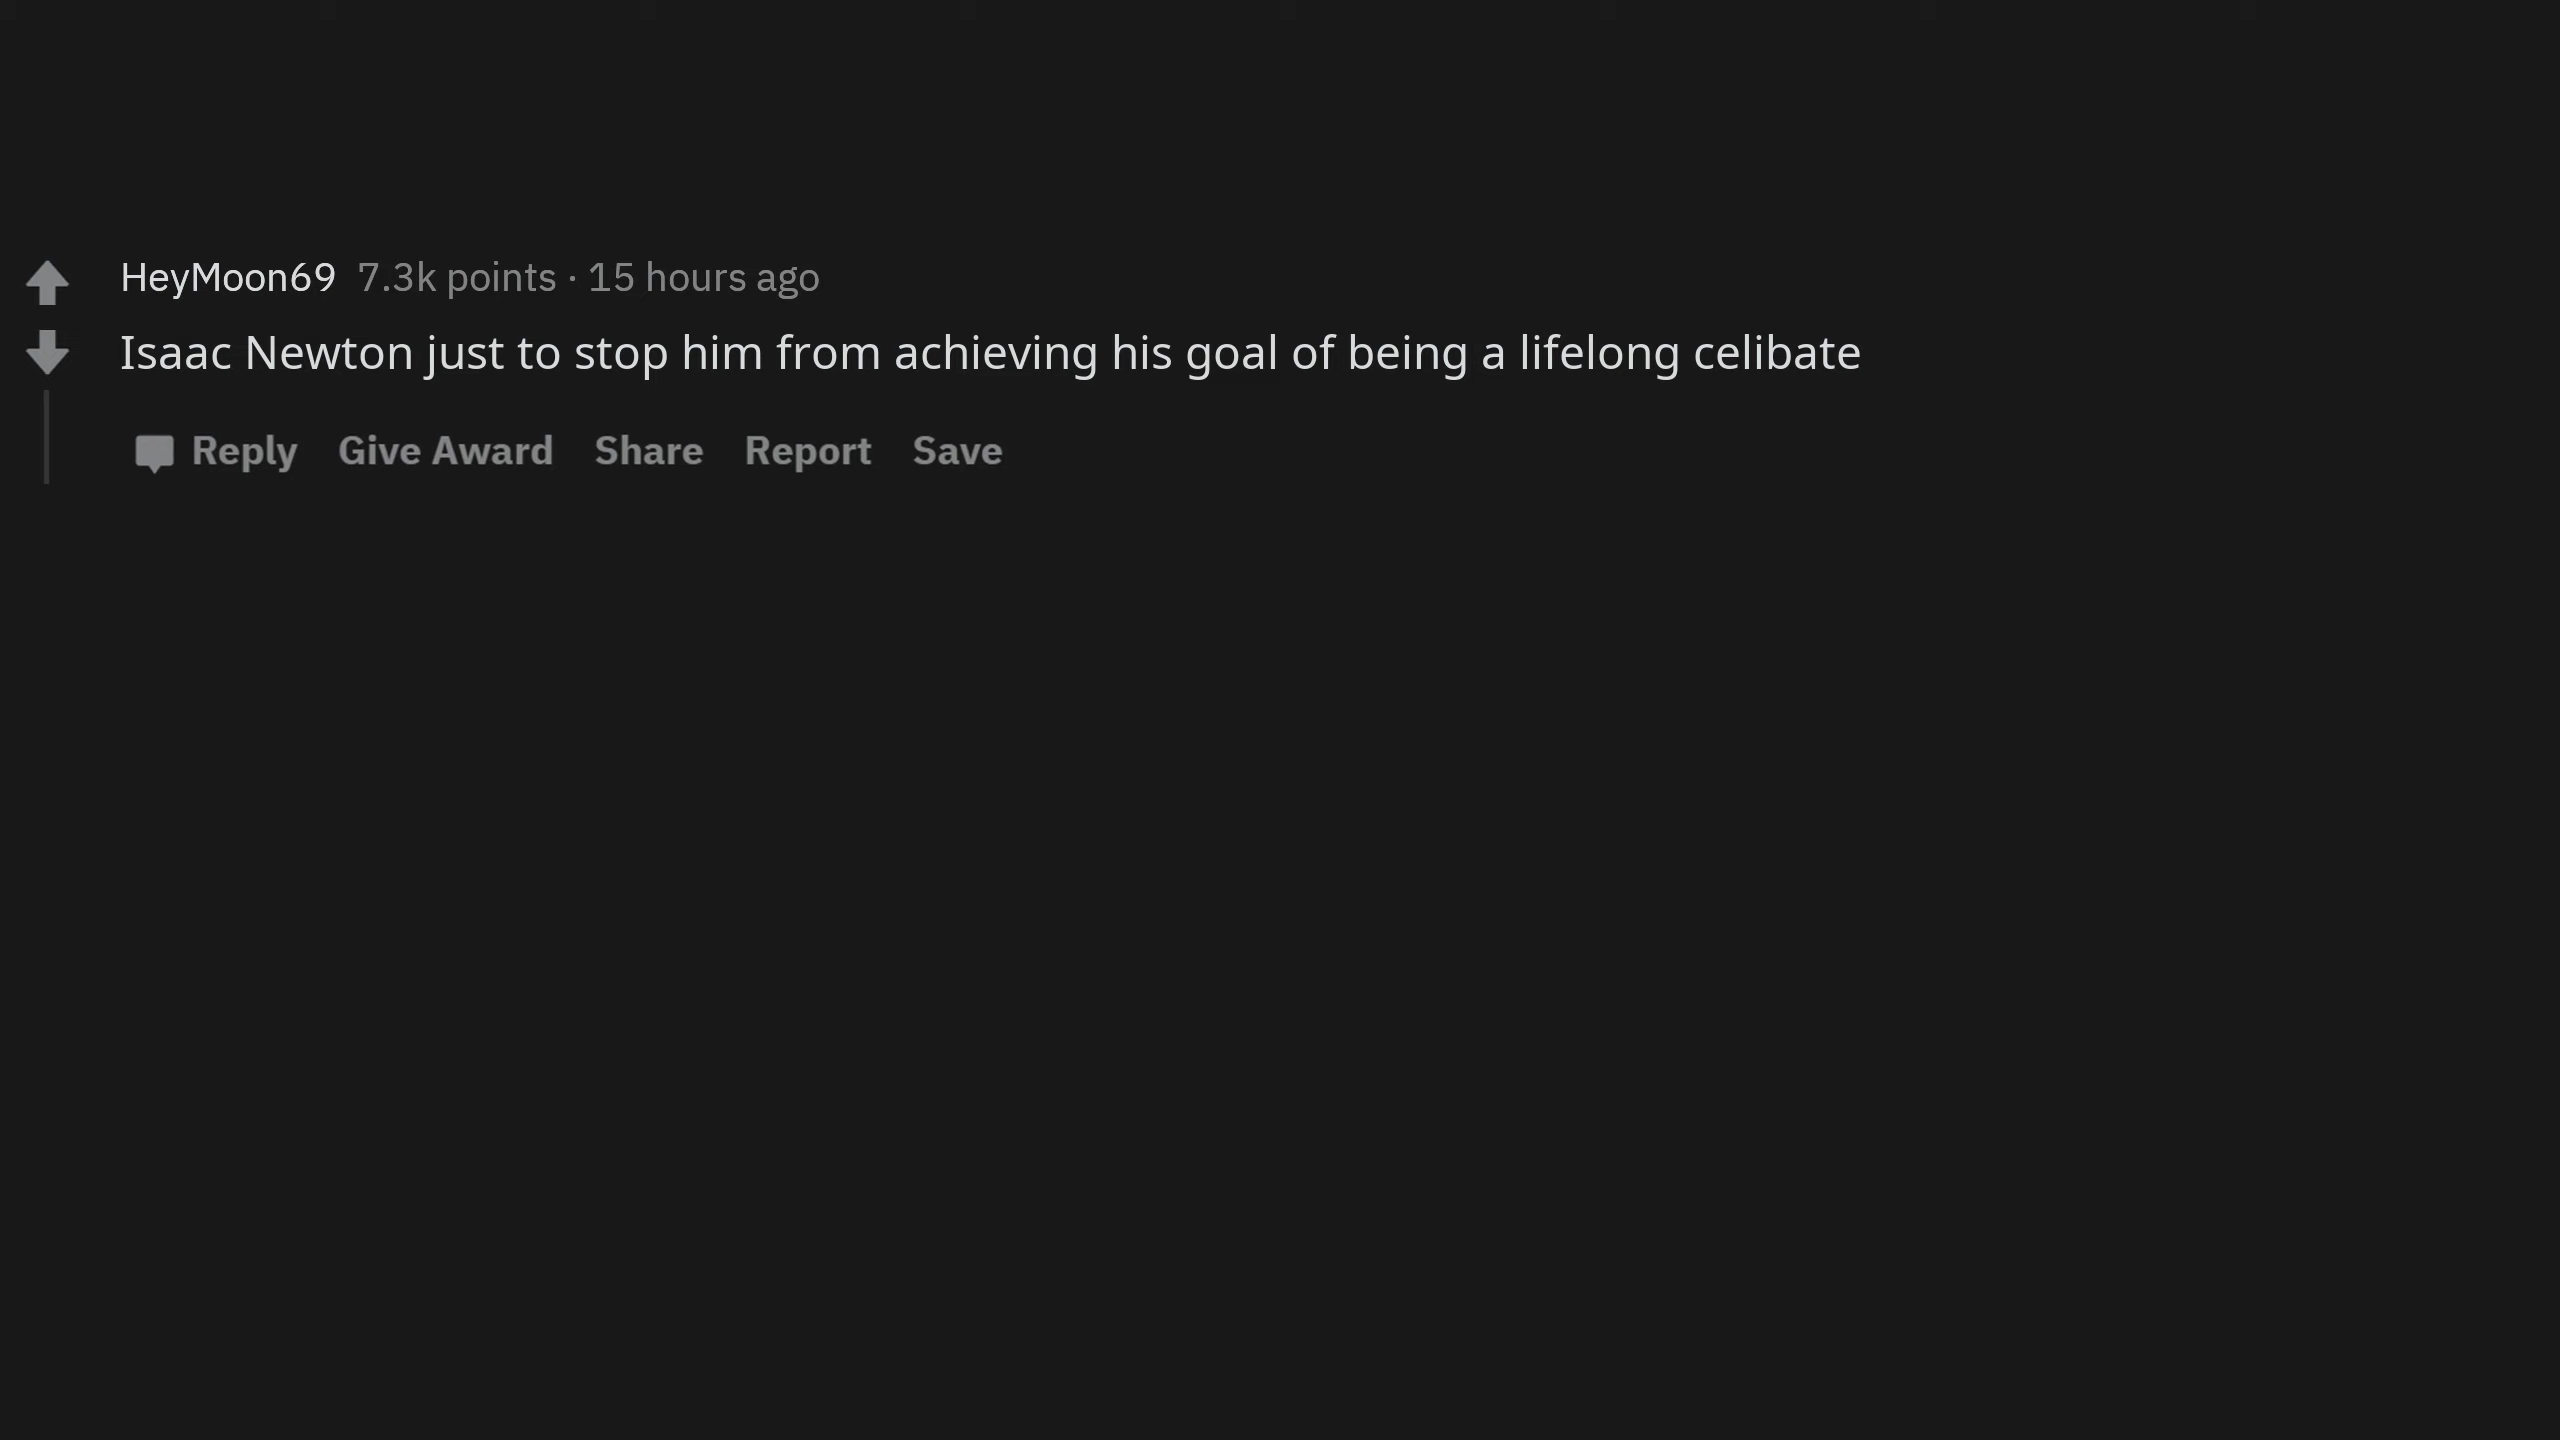 HeyMoon69 7.3k points · 15 hours ago
Isaac Newton just to stop him from achieving his goal of being a lifelong celibate
Reply Give Award Share Report Save